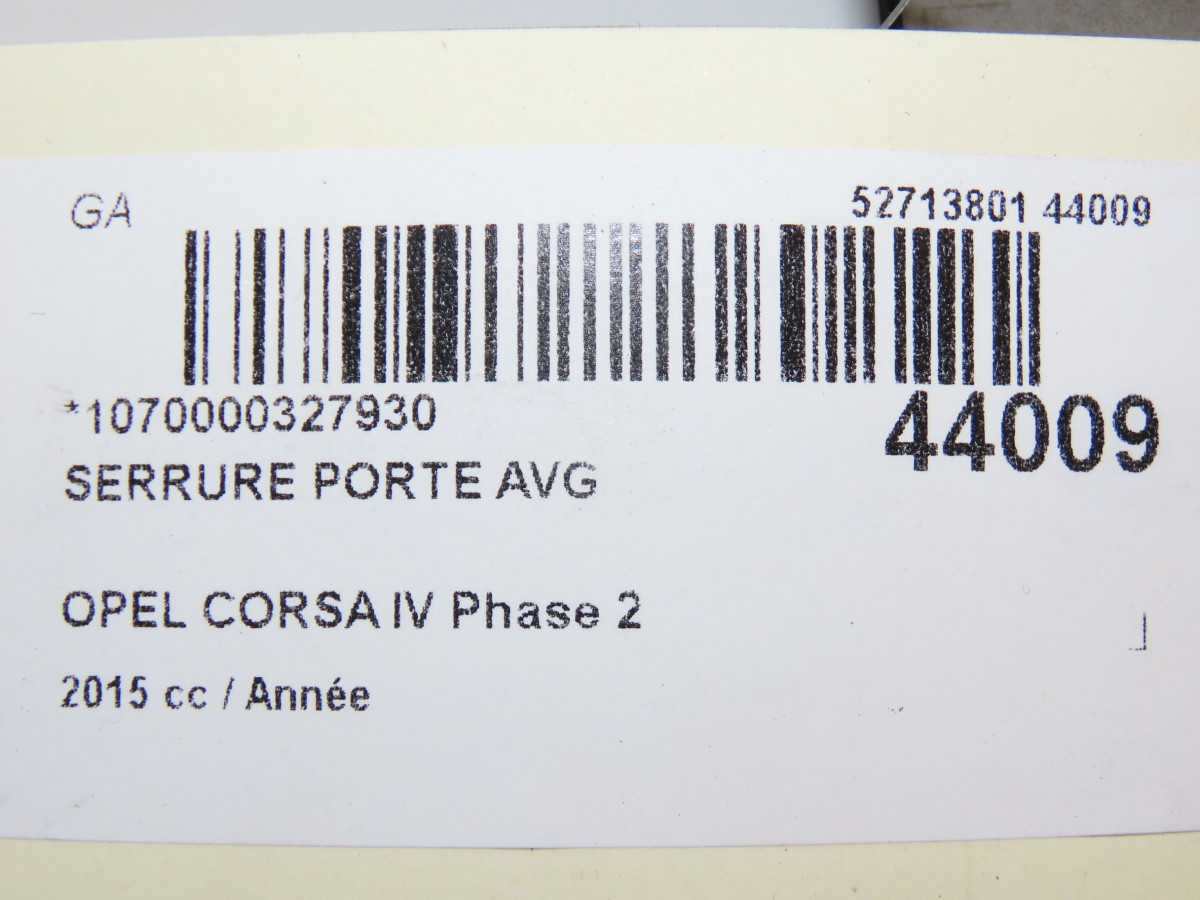 GA
52713801 44009
*1070000327930
44009
SERRURE PORTE AVG
OPEL CORSA IV Phase 2
2015 cc / Année